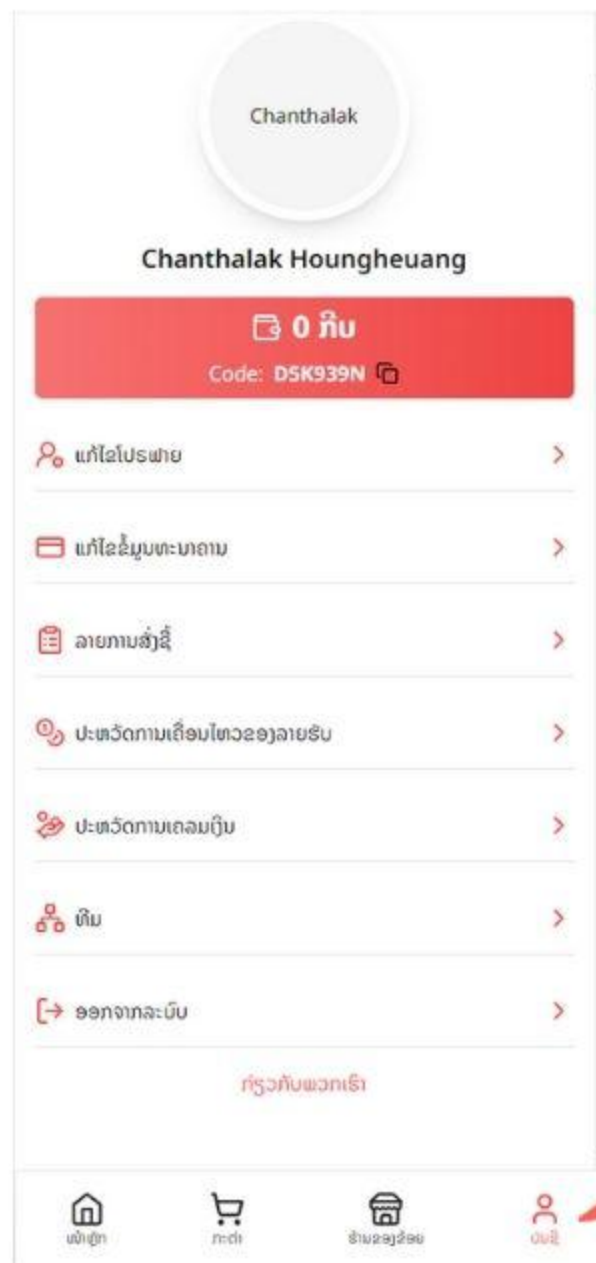 Chanthalak
Chanthalak Houngheuang
0 ກີບ
Code: DSK939N
ແກ້ໄຂໂປຣຟາຍ
ແກ້ໄຂຂໍ້ມູບທະນາຄານ
ລາຍການສັ່ງຊື້
ປະຫວັດການເຄື່ອນໄຫວຂອງລາຍຮັບ
ປະຫວັດການເຄລມເງິນ
ທີມ
ອອກຈາກລະບົບ
ກ່ຽວກັບພວກເຮົາ
ໜ້າຫຼັກ
ກະຕ່າ
ຮ້ານຂອງຂ້ອຍ
ບັນຊີ